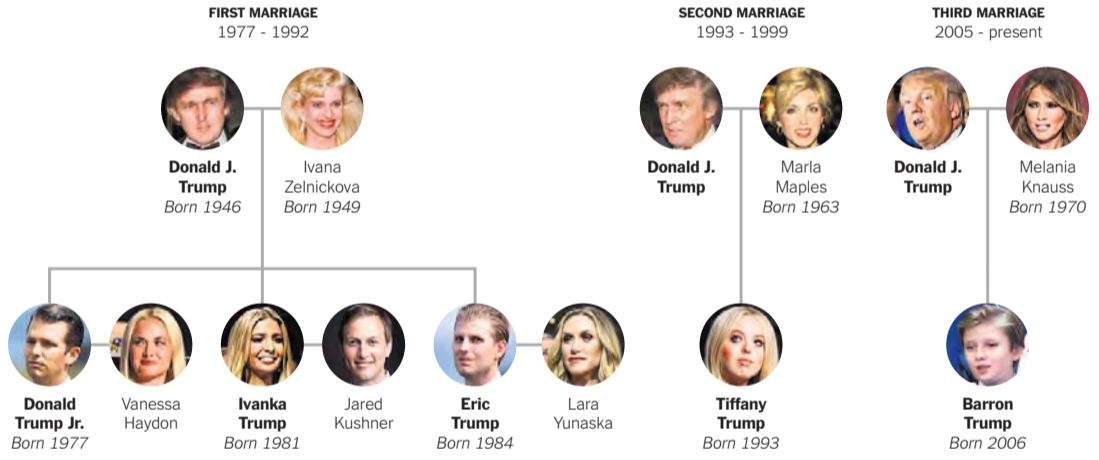 FIRST MARRIAGE
1977 - 1992
SECOND MARRIAGE
1993 - 1999
THIRD MARRIAGE
2005 - present
Donald J.
Trump
Born 1946
Ivana
Zelnickova
Born 1949
Donald J.
Trump
Marla
Maples
Born 1963
Donald J.
Trump
Melania
Knauss
Born 1970
Donald
Trump Jr.
Born 1977
Vanessa
Haydon
Ivanka
Trump
Born 1981
Jared
Kushner
Eric
Trump
Born 1984
Lara
Yunaska
Tiffany
Trump
Born 1993
Barron
Trump
Born 2006